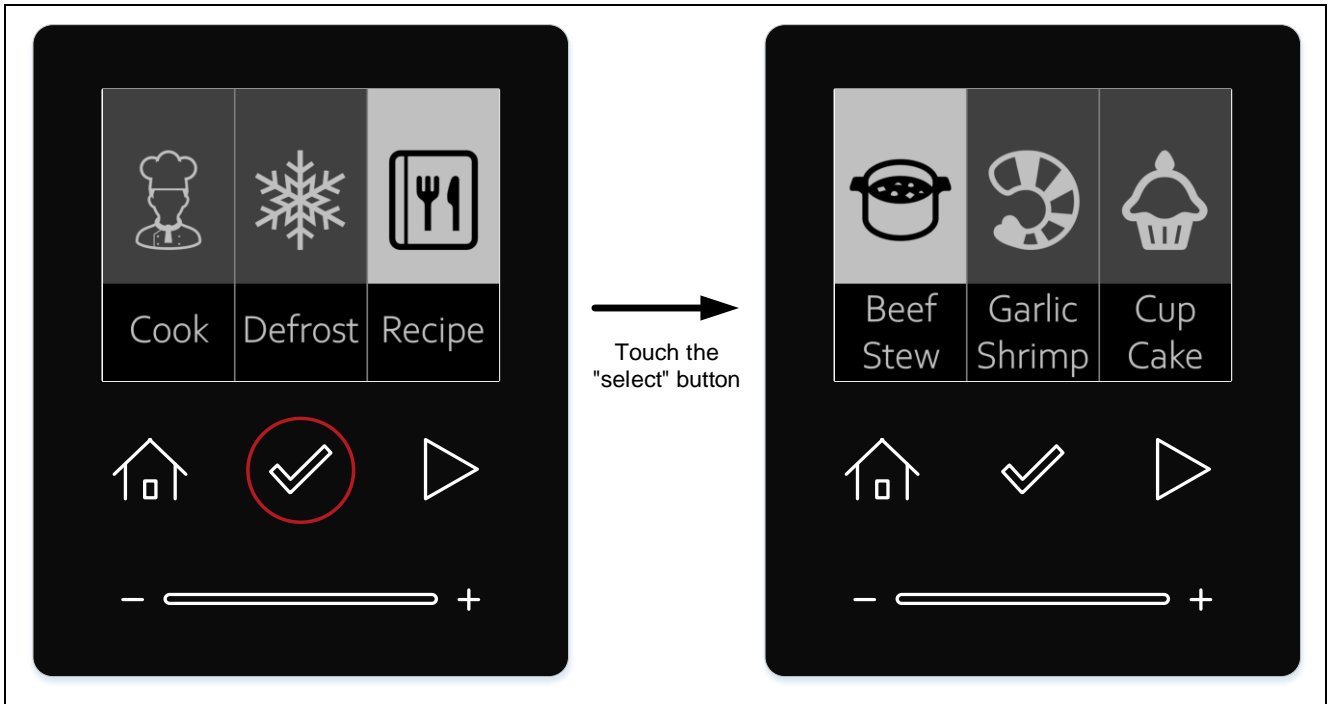 Cook
Defrost
Recipe
Touch the
"select" button
Beef
Stew
Garlic
Shrimp
Cup
Cake